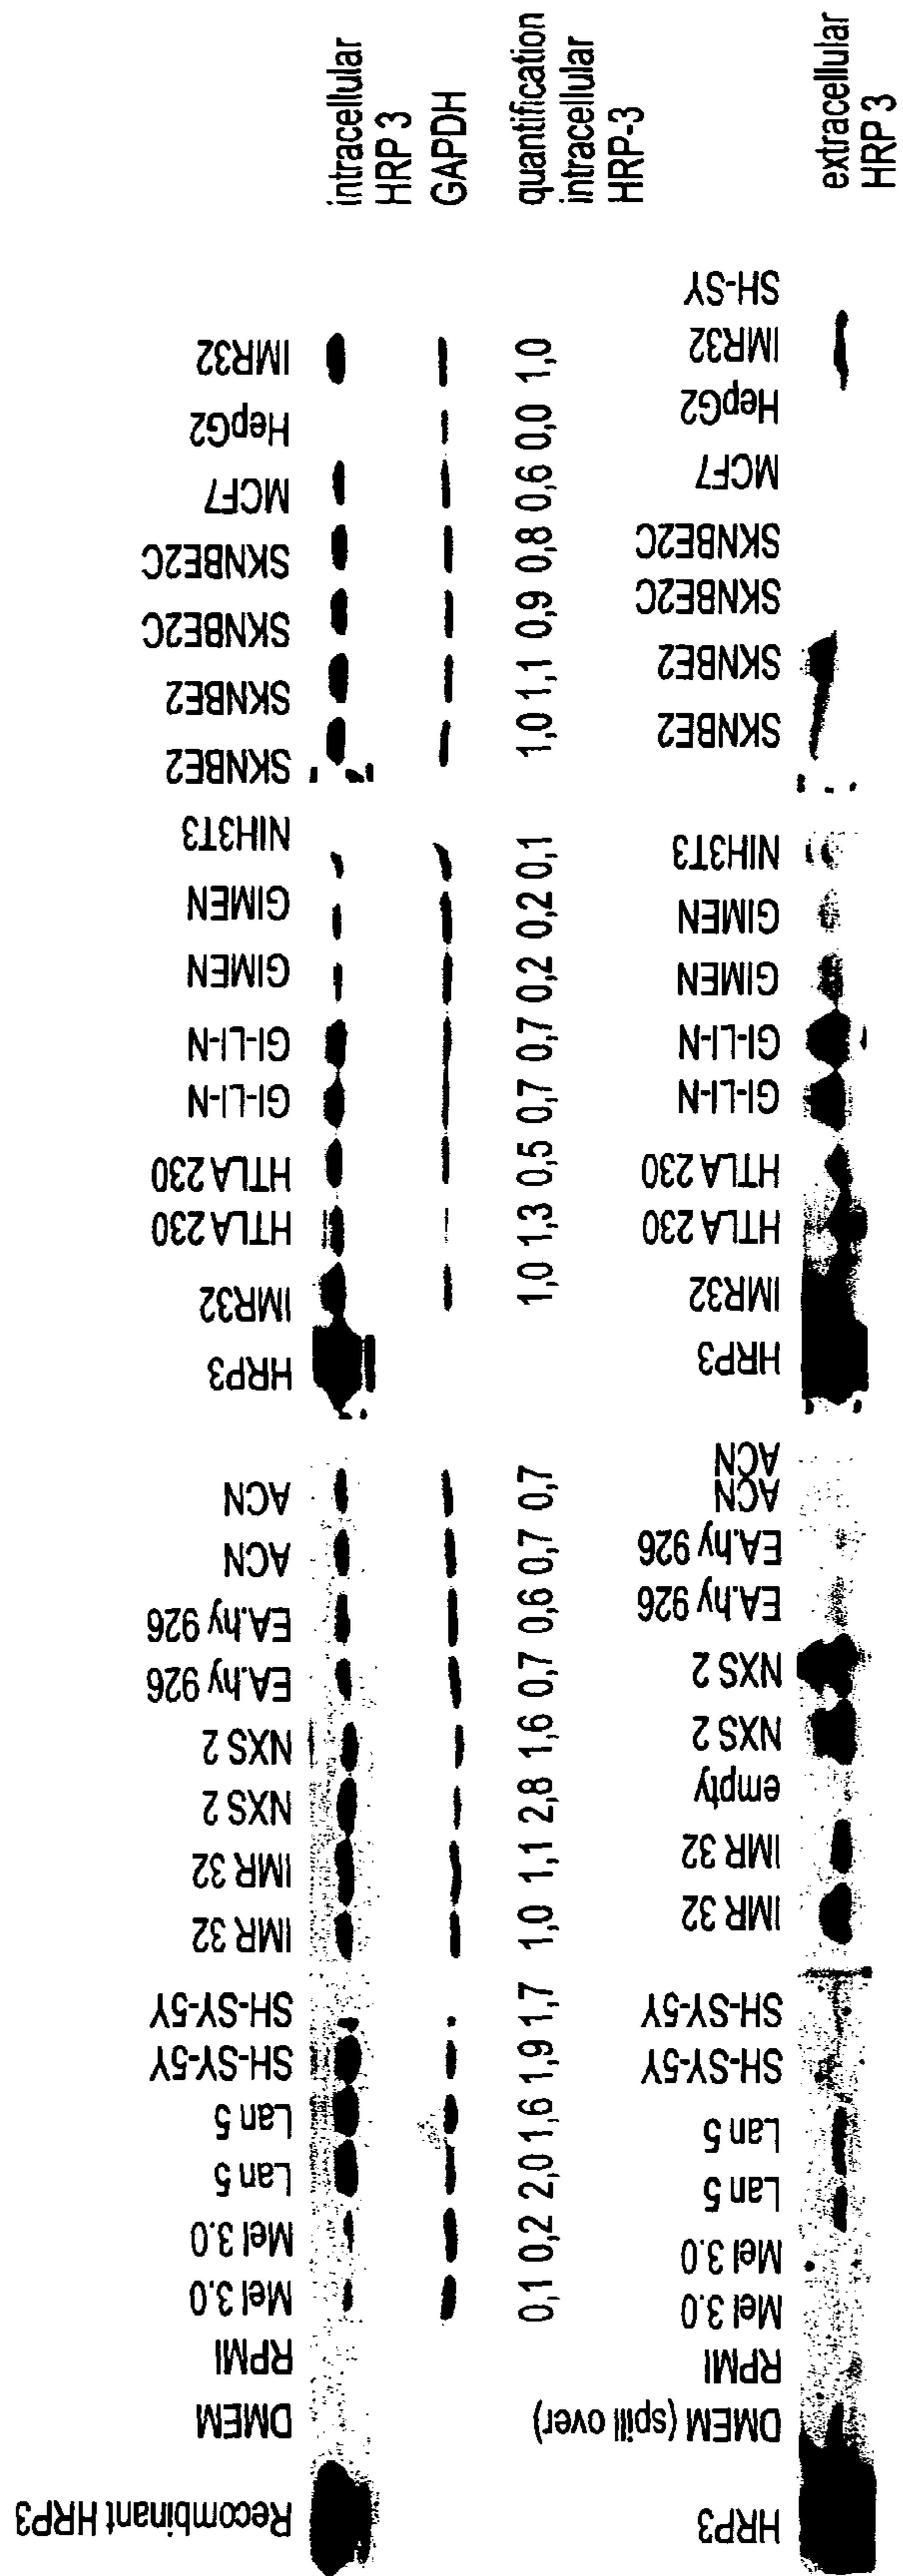 Recombinant HRP3
DMEM
RPMI
Mel 3.0
Mel 3.0
Lan 5
Lan 5
SH-SY-5Y
SH-SY-5Y
IMR 32
IMR 32
NXS 2
NXS 2
EA.hy 926
EA.hy 926
ACN
ACN
HRP3
IMR32
HTLA 230
HTLA 230
GI-LI-N
GI-LI-N
GIMEN
GIMEN
NIH3T3
SKNBE2
SKNBE2
SKNBE2C
SKNBE2C
MCF7
HepG2
IMR32
intracellular
HRP 3
GAPDH
0,1 0,2 2,0 1,6 1,9 1,7 1,0 1,1 2,8 1,6 0,7 0,6 0,7 0,7 1,0 1,3 0,5 0,7 0,7 0,2 0,2 0,1 1,0 1,1 0,9 0,8 0,6 0,0 1,0
quantification
intracellular
HRP-3
HRP3
DMEM (spill over)
RPMI
Mel 3.0
Mel 3.0
Lan 5
Lan 5
SH-SY-5Y
SH-SY-5Y
IMR 32
IMR 32
empty
NXS 2
NXS 2
EA.hy 926
EA.hy 926
ACN
ACN
HRP3
IMR32
HTLA 230
HTLA 230
GI-LI-N
GI-LI-N
GIMEN
GIMEN
NIH3T3
SKNBE2
SKNBE2
SKNBE2C
SKNBE2C
MCF7
HepG2
IMR32
SH-SY
extracellular
HRP 3